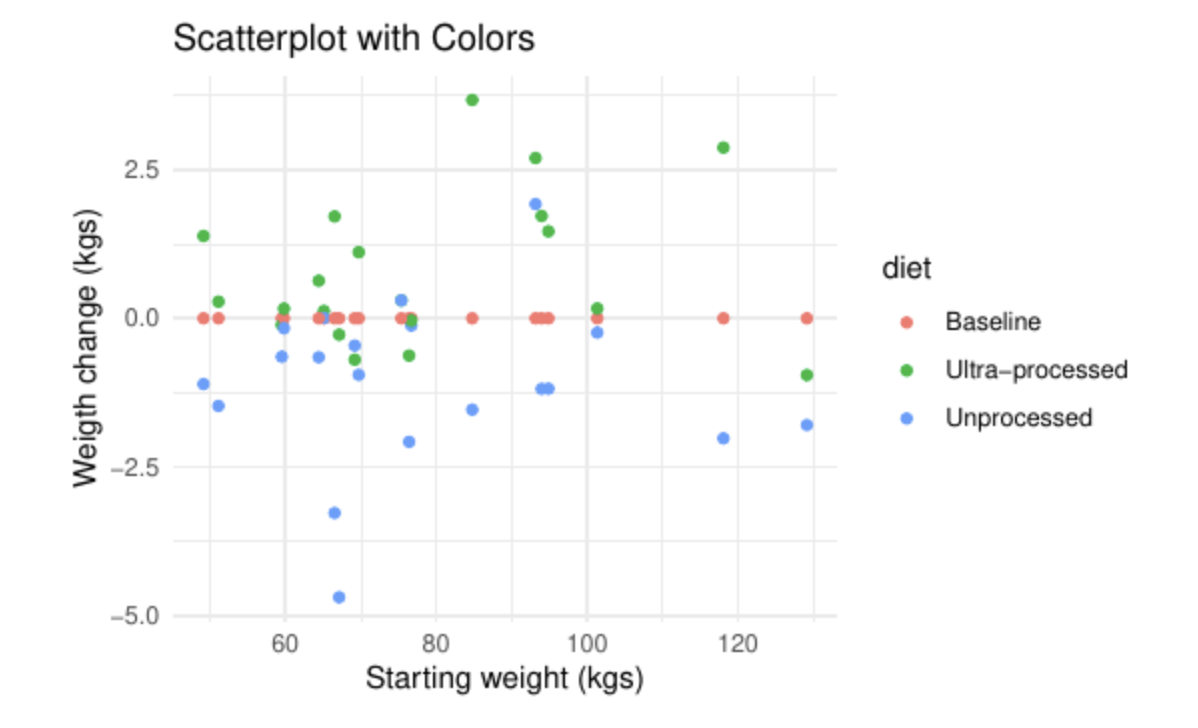 Scatterplot with Colors
Weigth change (kgs)
2.5
0.0
−2.5
−5.0
60 80 100 120
Starting weight (kgs)
diet
Baseline
Ultra−processed
Unprocessed